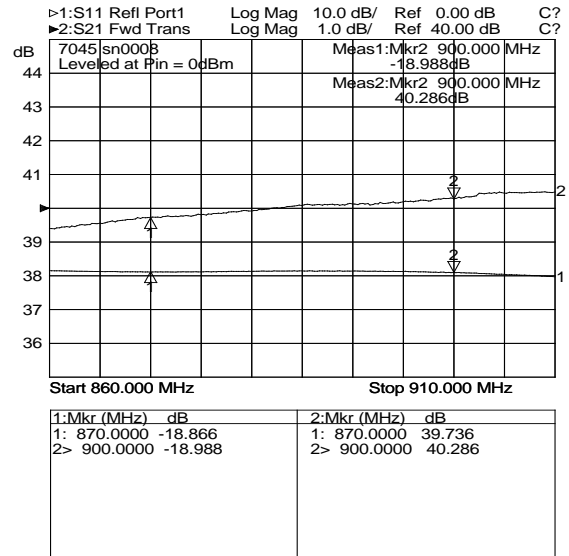 ▷1:S11 Refl Port1 Log Mag 10.0 dB/ Ref 0.00 dB C?
►2:S21 Fwd Trans Log Mag 1.0 dB/ Ref 40.00 dB C?
dB
7045 sn0008
Leveled at Pin = 0dBm
Meas1:Mkr2 900.000 MHz
-18.988dB
Meas2:Mkr2 900.000 MHz
40.286dB
44
43
42
41
39
38
37
36
2
2
1
1
2
1
Start 860.000 MHz Stop 910.000 MHz
1:Mkr (MHz) dB
1: 870.0000 -18.866
2> 900.0000 -18.988
2:Mkr (MHz) dB
1: 870.0000 39.736
2> 900.0000 40.286